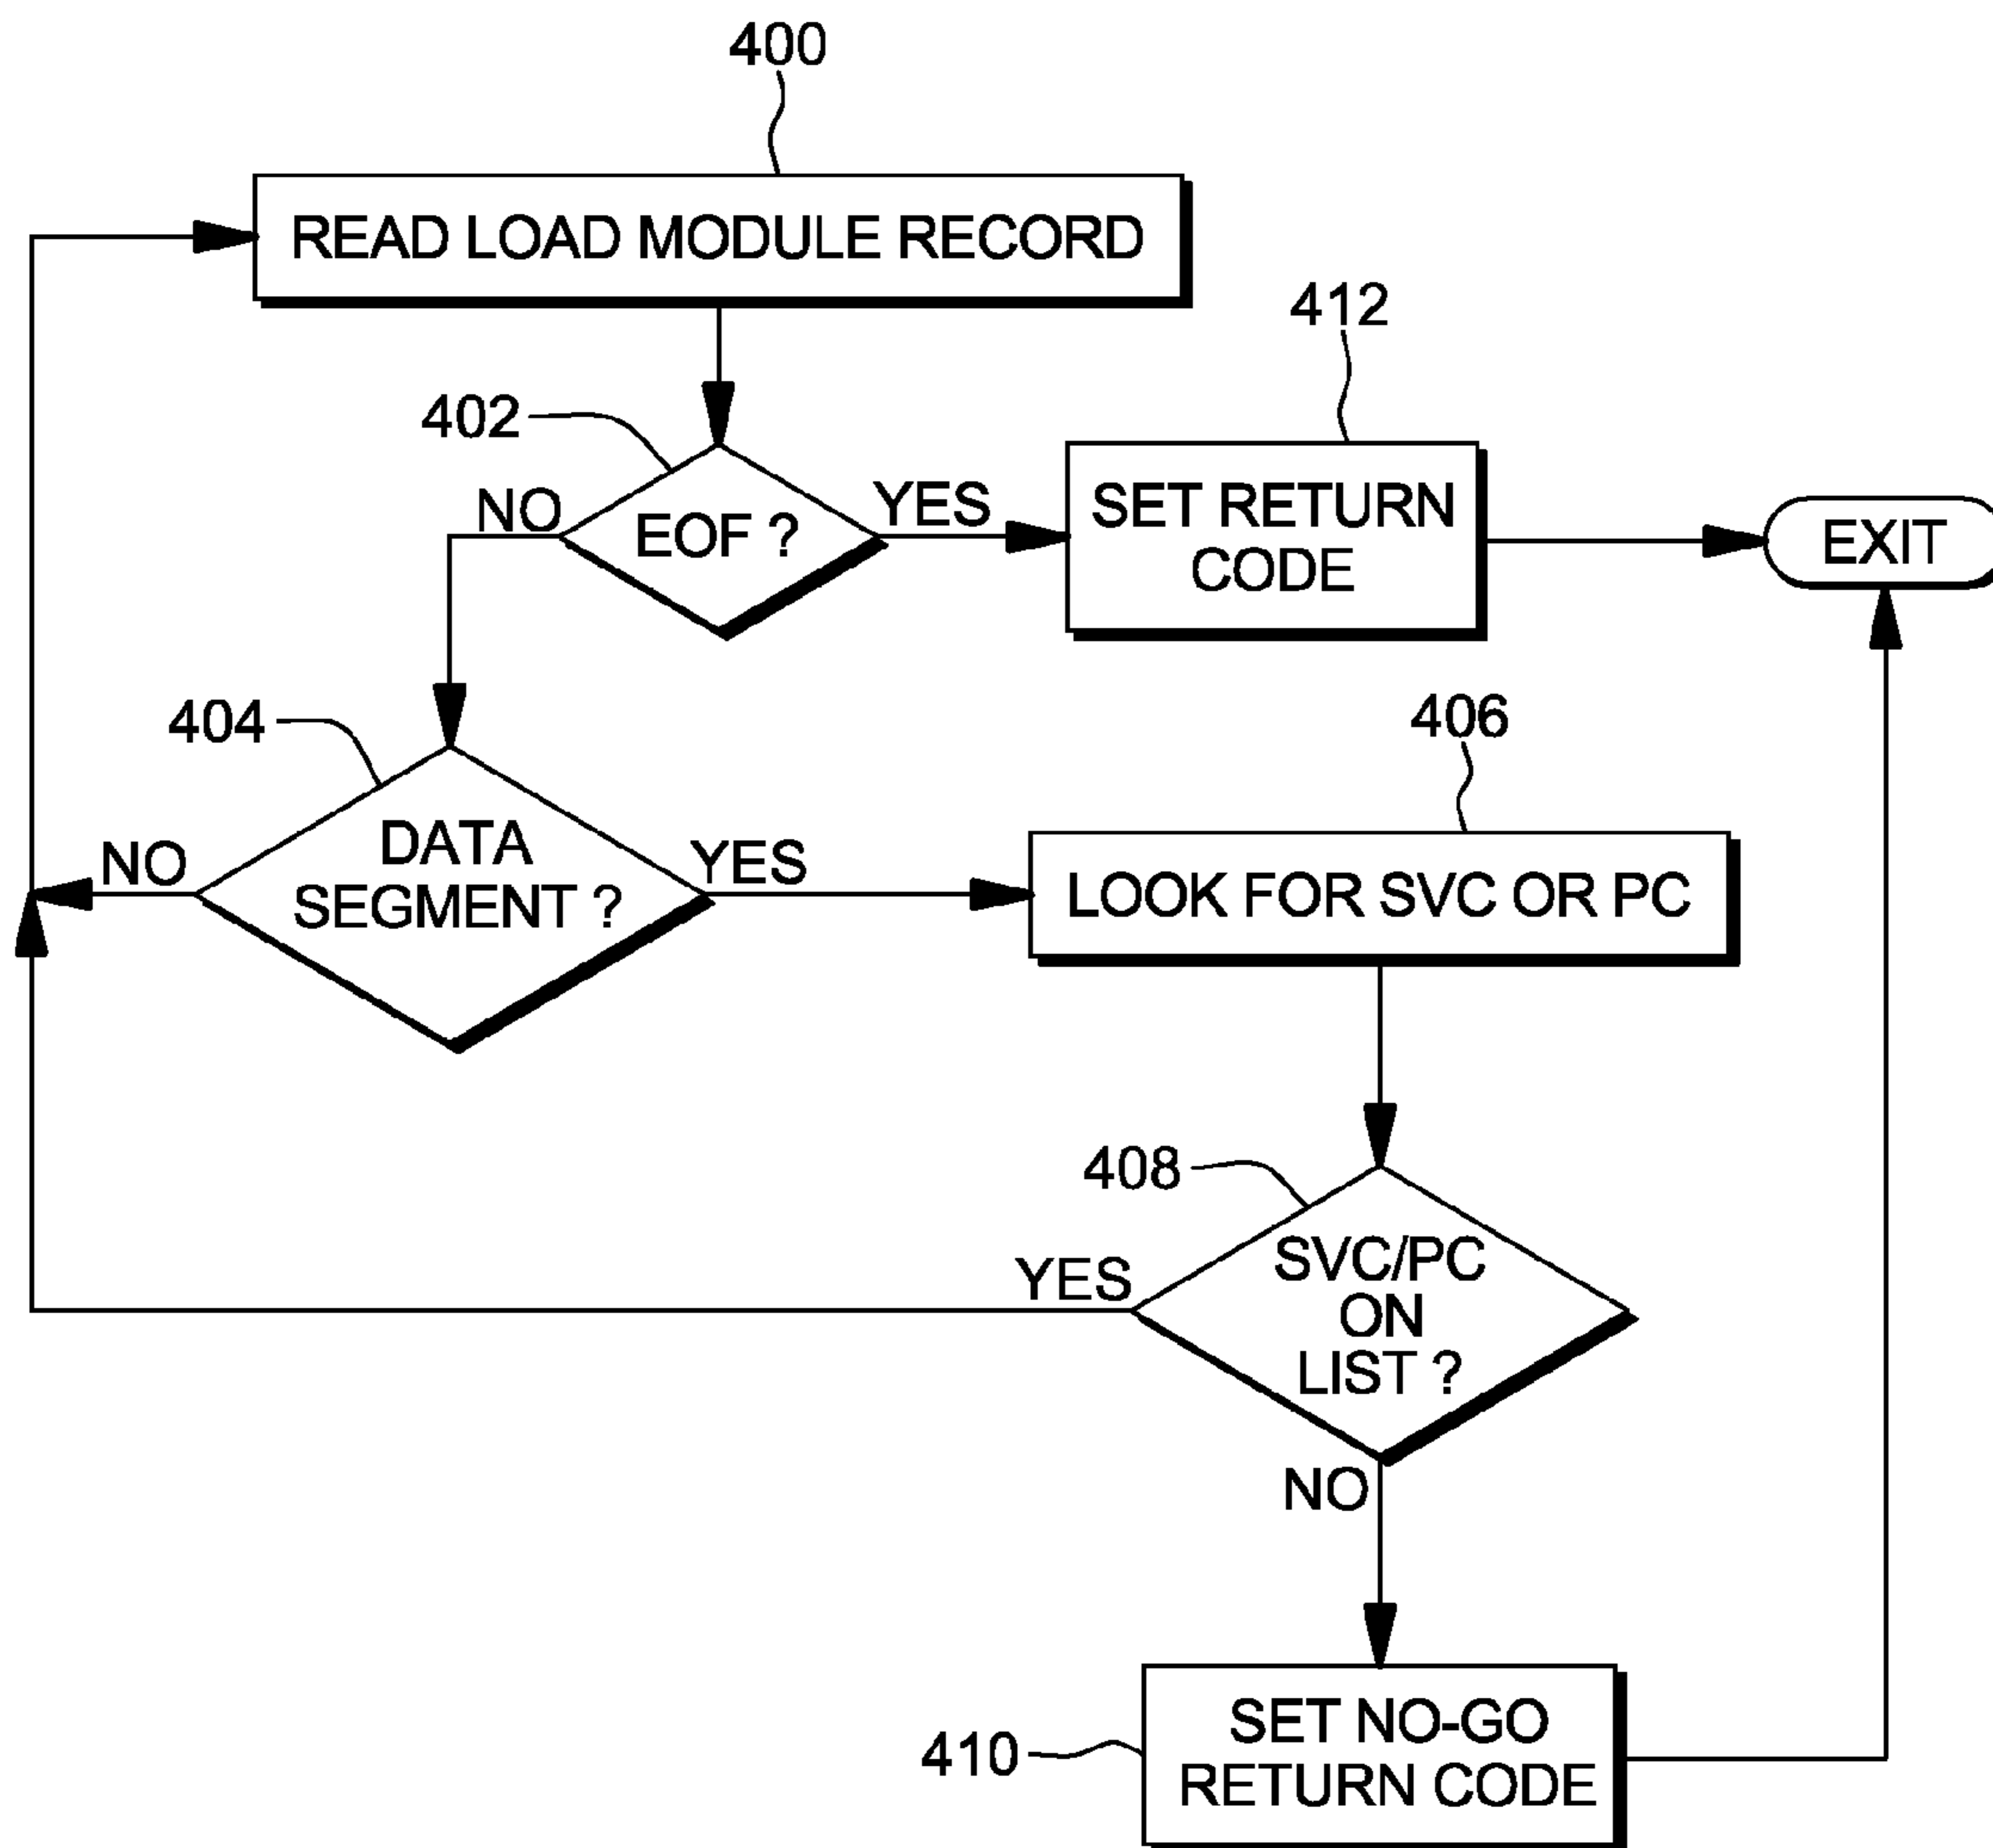 400
READ LOAD MODULE RECORD
412
402
NO
EOF ?
YES
SET RETURN
CODE
EXIT
404
406
NO
DATA
SEGMENT ?
YES
LOOK FOR SVC OR PC
408
YES
SVC/PC
ON
LIST ?
NO
410
SET NO-GO
RETURN CODE